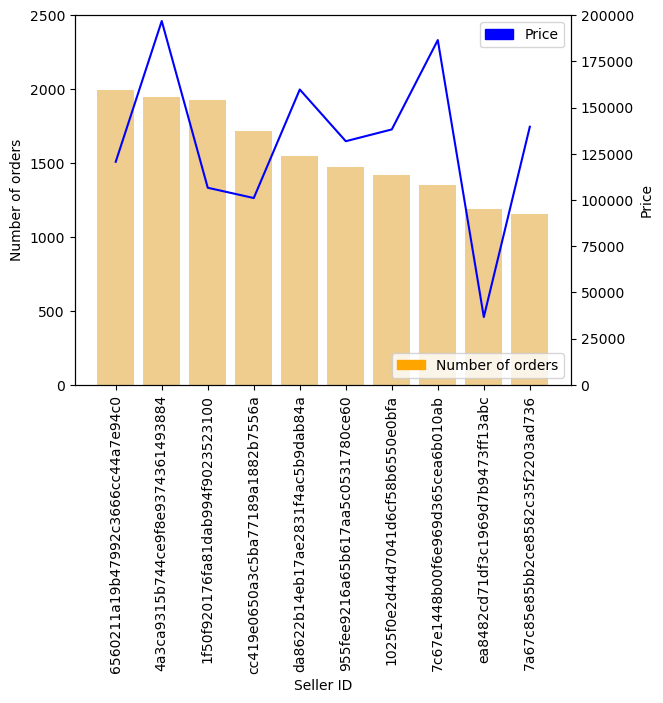 2500
2000
1500
1000
500
0
Number of orders
200000
175000
150000
125000
100000
75000
50000
25000
0
Price
Price
Number of orders
6560211a19b47992c3666cc44a7e94c0
4a3ca9315b744ce9f8e9374361493884
1f50f920176fa81dab994f9023523100
cc419e0650a3c5ba77189a1882b7556a
da8622b14eb17ae2831f4ac5b9dab84a
955fee9216a65b617aa5c0531780ce60
1025f0e2d44d7041d6cf58b6550e0bfa
7c67e1448b00f6e969d365cea6b010ab
ea8482cd71df3c1969d7b9473ff13abc
7a67c85e85bb2ce8582c35f2203ad736
Seller ID